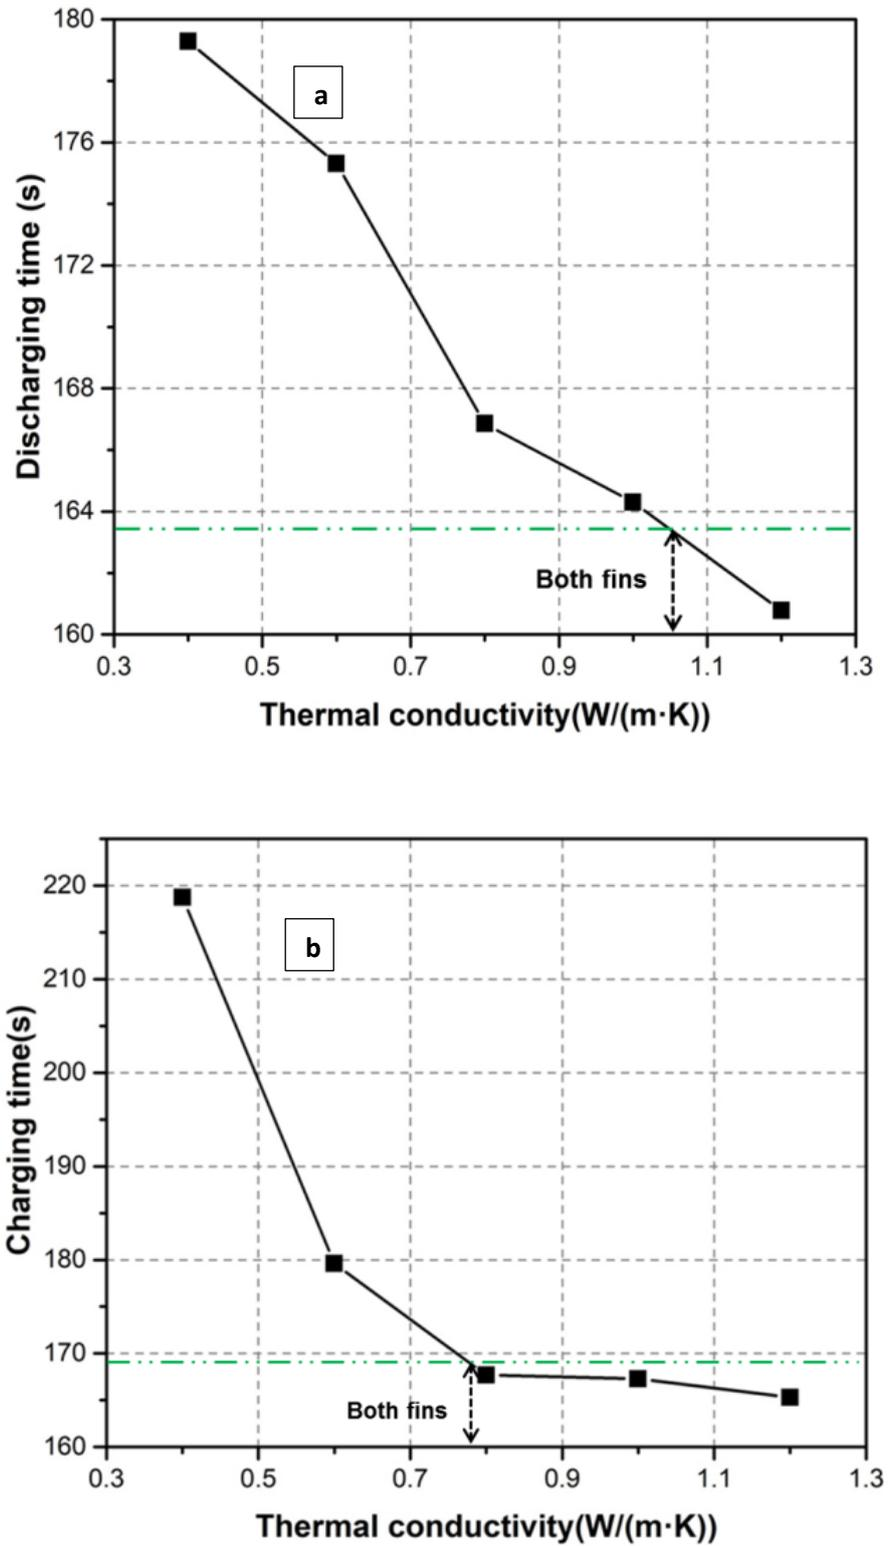 180
a
176
172
168
164
160
Discharging time (s)
Both fins
0.3 0.5 0.7 0.9 1.1 1.3
Thermal conductivity(W/(m·K))
220
b
210
200
190
180
170
160
Charging time(s)
Both fins
0.3 0.5 0.7 0.9 1.1 1.3
Thermal conductivity(W/(m·K))